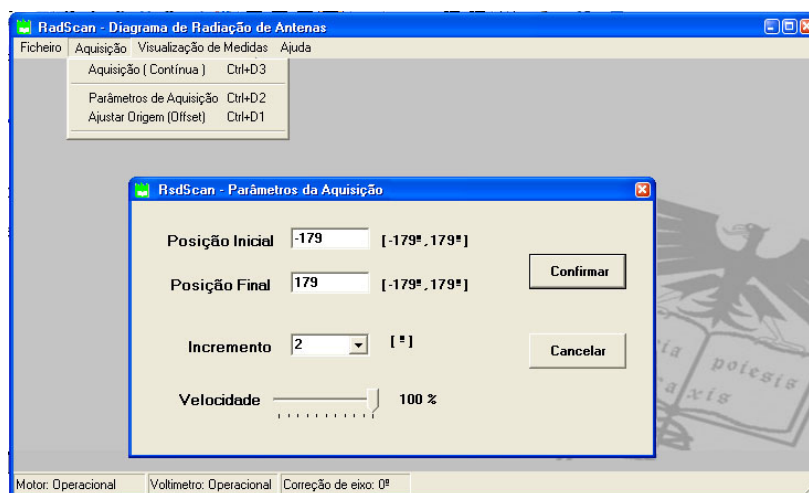 RadScan - Diagrama de Radiação de Antenas
Ficheiro Aquisição Visualização de Medidas Ajuda
Aquisição ( Contínua ) Ctrl+D3
Parâmetros de Aquisição Ctrl+D2
Ajustar Origem (Offset) Ctrl+D1
RsdScan - Parâmetros da Aquisição
Posição Inicial -179 [-179º,179º]
Posição Final 179 [-179º,179º]
Confirmar
Incremento 2 [º]
Cancelar
Velocidade 100 %
poiesis
Motor: Operacional Voltimetro: Operacional Correção de eixo: 0º